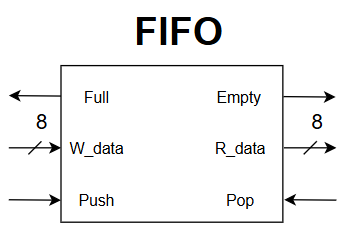 FIFO
Full Empty
8 8
W_data R_data
Push Pop